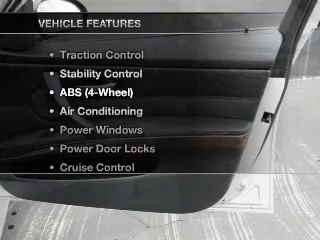 VEHICLE FEATURES
• Traction Control
• Stability Control
• ABS (4-Wheel)
• Air Conditioning
• Power Windows
• Power Door Locks
• Cruise Control